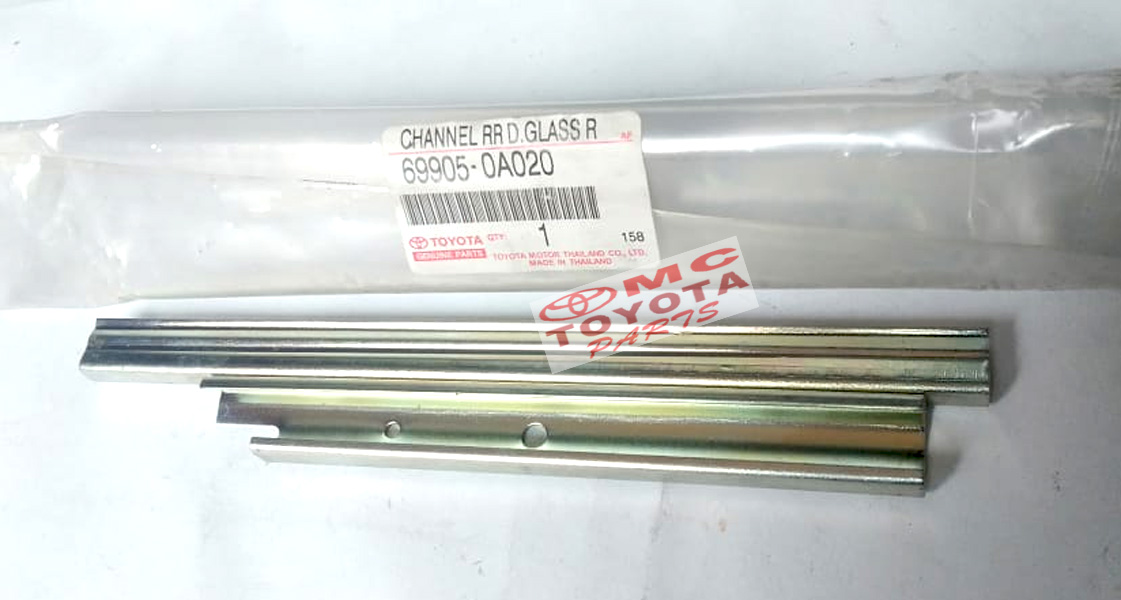 CHANNEL RR D.GLASS R
69905-0A020
TOYOTA QTY. 1 158
GENUINE PARTS TOYOTA MOTOR THAILAND CO., LTD.
MADE IN THAILAND
MC
TOYOTA
PARTS